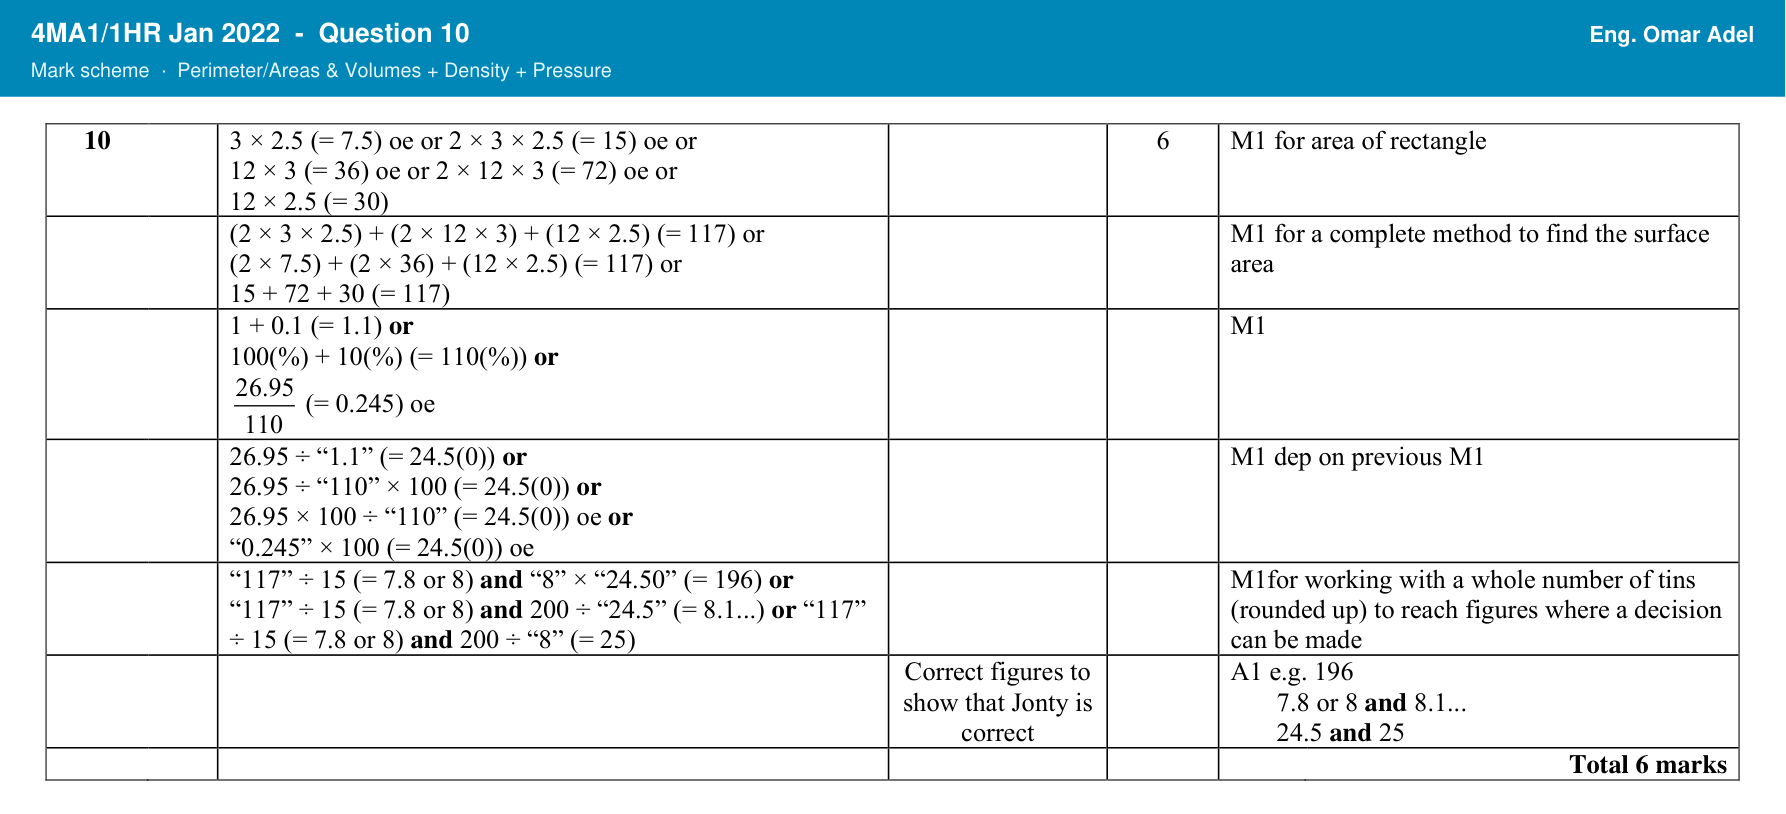 4MA1/1HR Jan 2022 - Question 10
Eng. Omar Adel
Mark scheme · Perimeter/Areas & Volumes + Density + Pressure
10
3 × 2.5 (= 7.5) oe or 2 × 3 × 2.5 (= 15) oe or
12 × 3 (= 36) oe or 2 × 12 × 3 (= 72) oe or
12 × 2.5 (= 30)
6
M1 for area of rectangle
(2 × 3 × 2.5) + (2 × 12 × 3) + (12 × 2.5) (= 117) or
(2 × 7.5) + (2 × 36) + (12 × 2.5) (= 117) or
15 + 72 + 30 (= 117)
M1 for a complete method to find the surface
area
1 + 0.1 (= 1.1) or
100(%) + 10(%) (= 110(%)) or
26.95
110
(= 0.245) oe
M1
26.95 ÷ “1.1” (= 24.5(0)) or
26.95 ÷ “110” × 100 (= 24.5(0)) or
26.95 × 100 ÷ “110” (= 24.5(0)) oe or
“0.245” × 100 (= 24.5(0)) oe
M1 dep on previous M1
“117” ÷ 15 (= 7.8 or 8) and “8” × “24.50” (= 196) or
“117” ÷ 15 (= 7.8 or 8) and 200 ÷ “24.5” (= 8.1...) or “117”
÷ 15 (= 7.8 or 8) and 200 ÷ “8” (= 25)
M1for working with a whole number of tins
(rounded up) to reach figures where a decision
can be made
Correct figures to
show that Jonty is
correct
A1 e.g. 196
7.8 or 8 and 8.1...
24.5 and 25
Total 6 marks